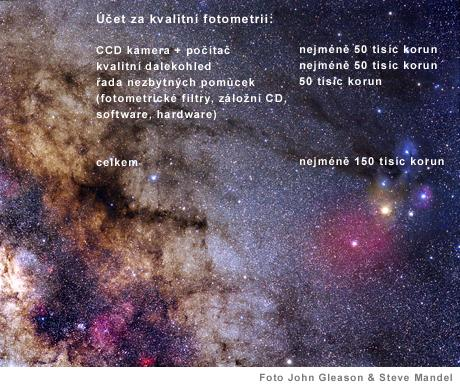 Účet za kvalitní fotometrii:
CCD kamera + počítač nejméně 50 tisíc korun
kvalitní dalekohled nejméně 50 tisíc korun
řada nezbytných pomůcek 50 tisíc korun
(fotometrické filtry, záložní CD,
software, hardware)
celkem nejméně 150 tisíc korun
Foto John Gleason & Steve Mandel